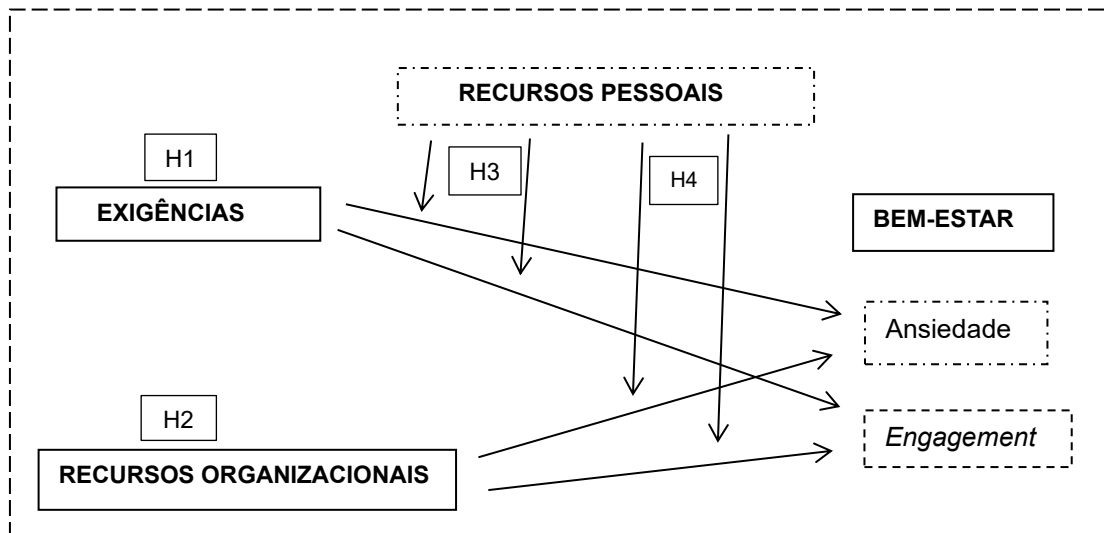 RECURSOS PESSOAIS
H1
H3
H4
EXIGÊNCIAS
BEM-ESTAR
Ansiedade
H2
Engagement
RECURSOS ORGANIZACIONAIS